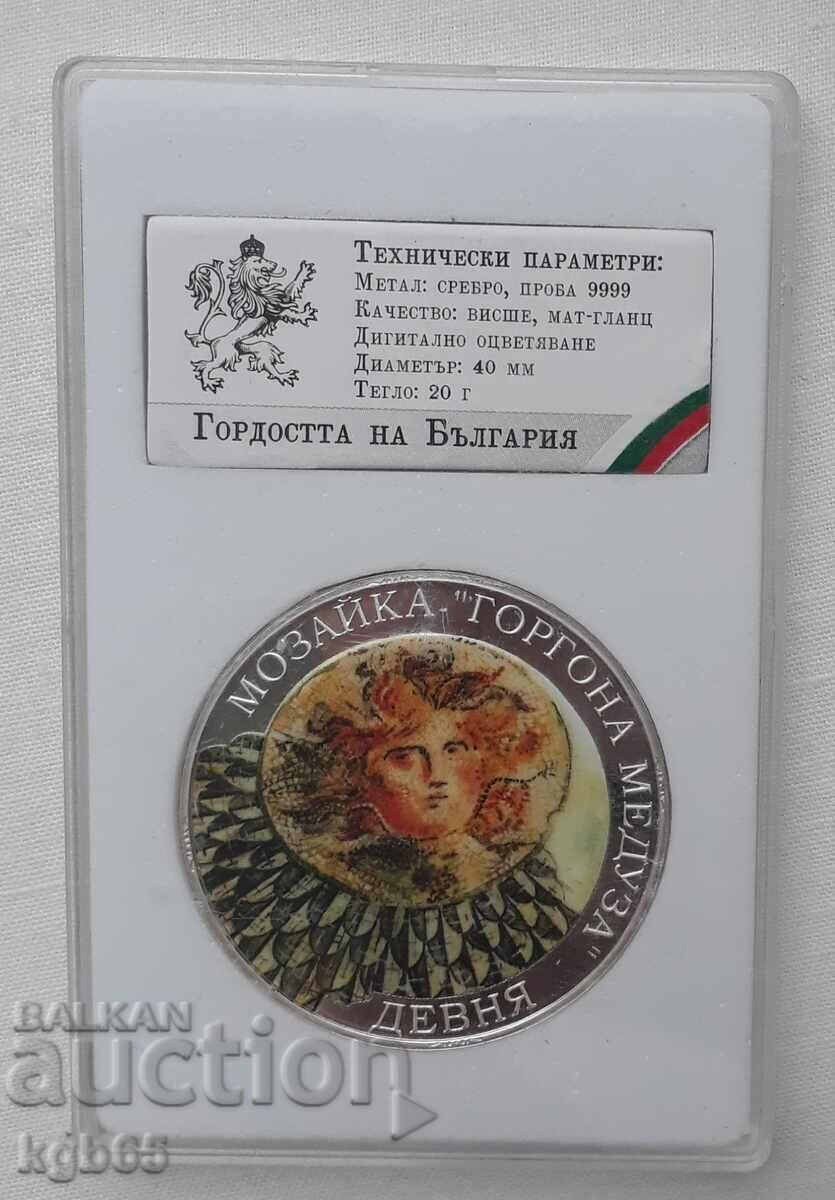 Технически параметри:
Метал: сребро, проба 9999
Качество: висше, мат-гланц
Дигитално оцветяване
Диаметър: 40 мм
Тегло: 20 г
Гордостта на България
МОЗАЙКА "ГОРГОНА МЕДУЗА"
ДЕВНЯ
BALKAN
auction
kgb65